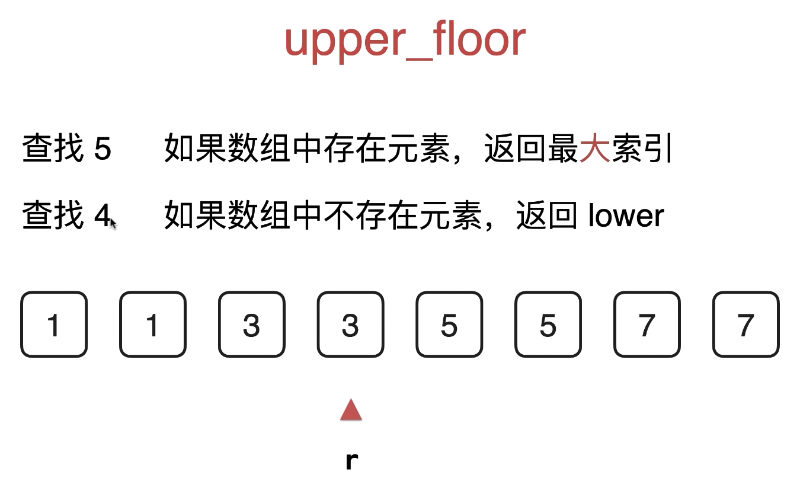 upper_floor
查找 5 如果数组中存在元素，返回最大索引
查找 4 如果数组中不存在元素，返回 lower
1 1 3 3 5 5 7 7
r